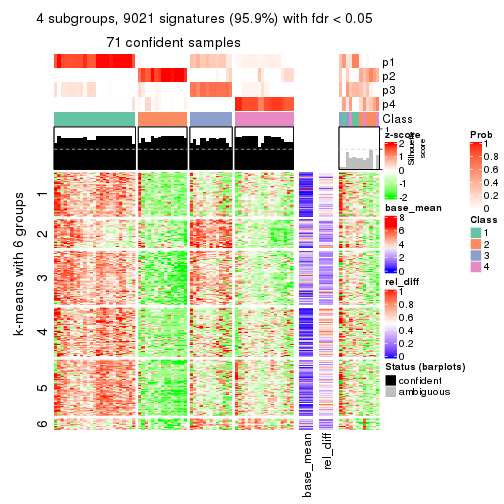 4 subgroups, 9021 signatures (95.9%) with fdr < 0.05
71 confident samples
p1
p2
p3
p4
Class
1
Silhouette
score
k-means with 6 groups
1
2
3
4
5
6
base_mean
rel_diff
z-score
2
1
0
-1
-2
base_mean
8
6
4
2
0
rel_diff
1
0.8
0.6
0.4
0.2
0
Status (barplots)
confident
ambiguous
Prob
1
0.8
0.6
0.4
0.2
0
Class
1
2
3
4